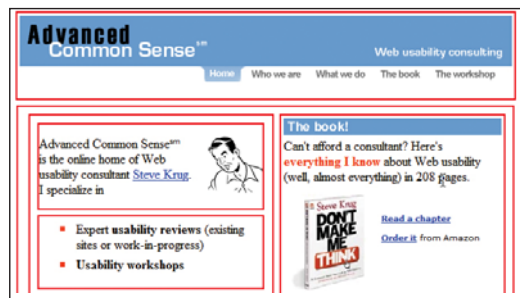 Advanced
Common Sense℠
Web usability consulting
Home Who we are What we do The book The workshop
Advanced Common Sense℠
is the online home of Web
usability consultant Steve Krug.
I specialize in
Expert usability reviews (existing
sites or work-in-progress)
Usability workshops
The book!
Can't afford a consultant? Here's
everything I know about Web usability
(well, almost everything) in 208 pages.
Steve Krug
DON'T
MAKE
ME
THINK
Read a chapter
Order it from Amazon